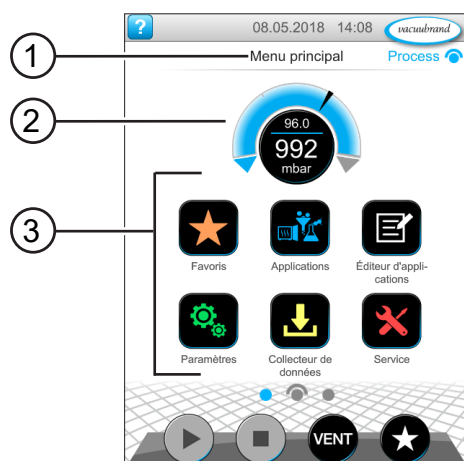 ?
08.05.2018 14:08
vacuubrand
1
Menu principal
Process
2
96.0
992
mbar
3
Favoris
Applications
Éditeur d'appli-
cations
Paramètres
Collecteur de
données
Service
VENT